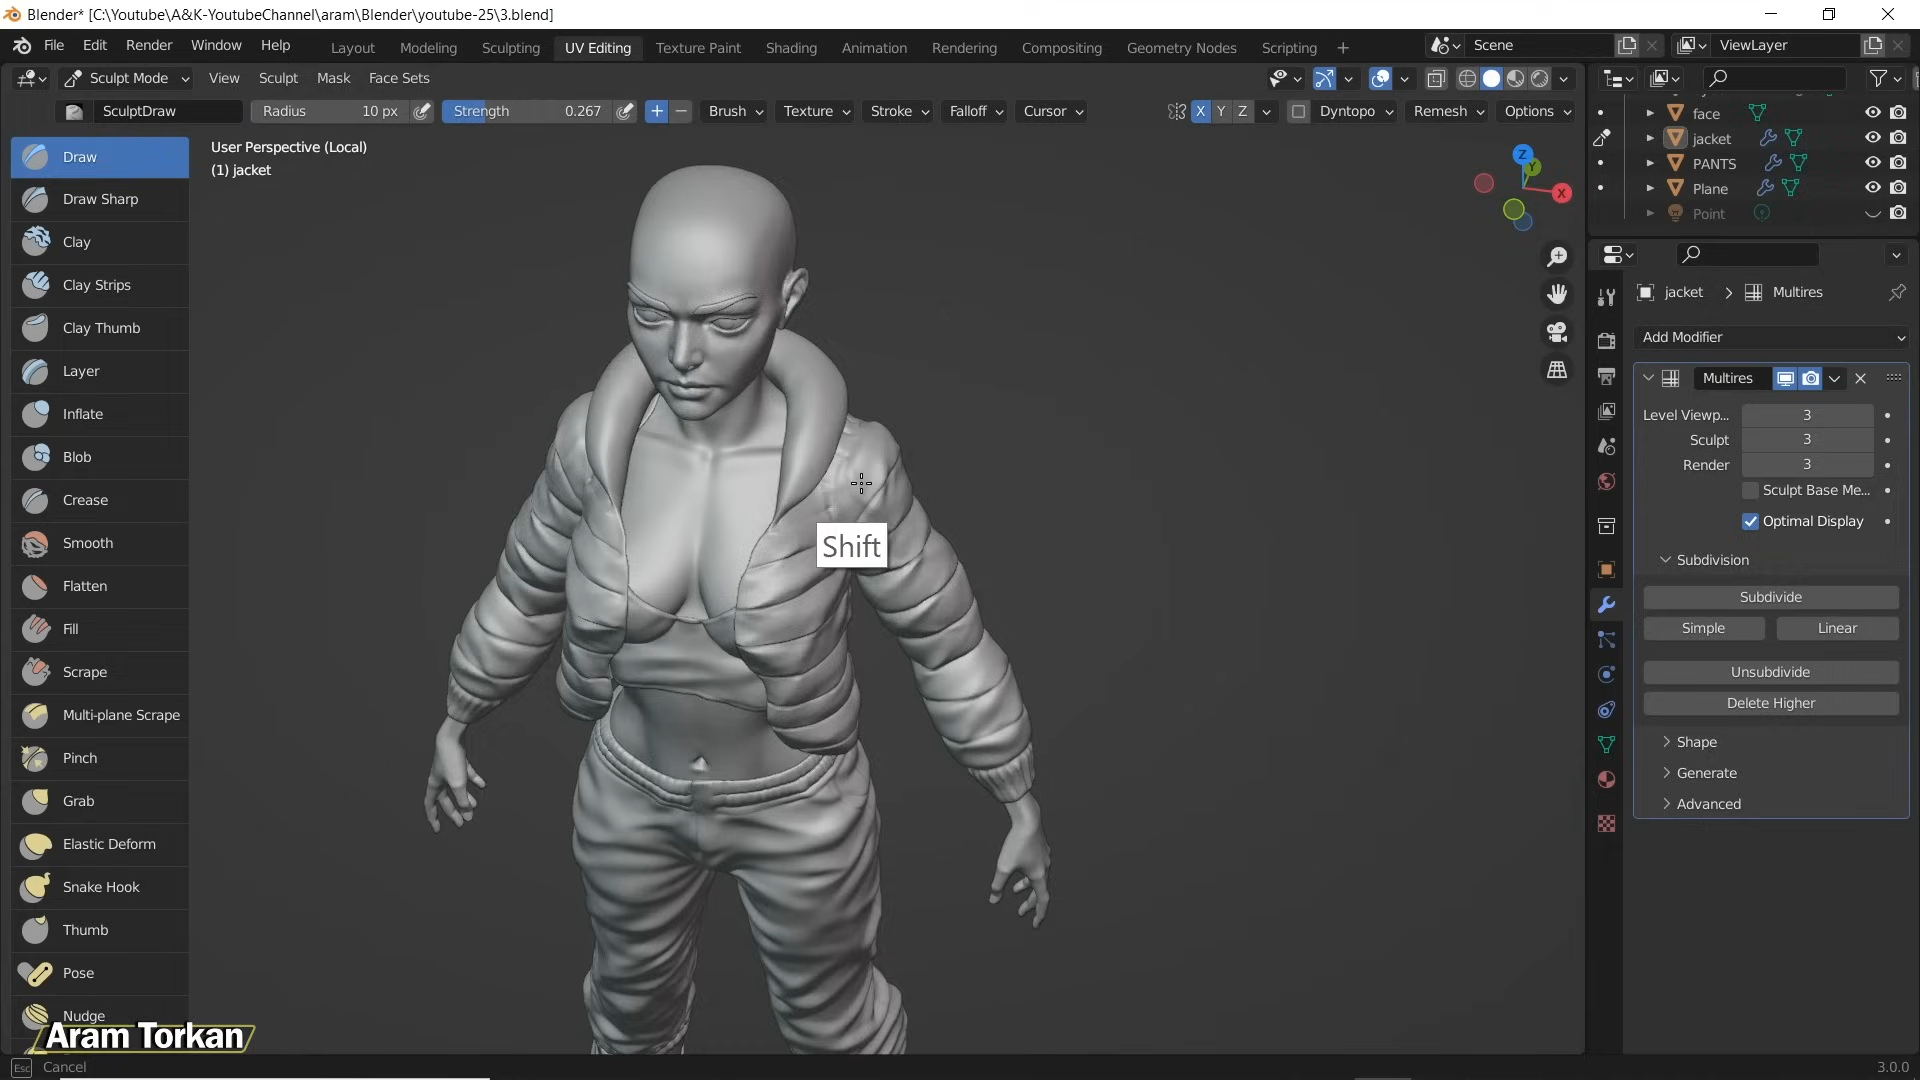 Blender* [C:\Youtube\A&K-YoutubeChannel\aram\Blender\youtube-25\3.blend]
File Edit Render Window Help Layout Modeling Sculpting UV Editing Texture Paint Shading Animation Rendering Compositing Geometry Nodes Scripting + Scene ViewLayer
Sculpt Mode View Sculpt Mask Face Sets
SculptDraw Radius 10 px Strength 0.267 Brush Texture Stroke Falloff Cursor X Y Z Dyntopo Remesh Options
Draw
Draw Sharp
Clay
Clay Strips
Clay Thumb
Layer
Inflate
Blob
Crease
Smooth
Flatten
Fill
Scrape
Multi-plane Scrape
Pinch
Grab
Elastic Deform
Snake Hook
Thumb
Pose
Nudge
Aram Torkan
Esc Cancel
User Perspective (Local)
(1) jacket
Z
Y
X
Shift
face
jacket
PANTS
Plane
Point
jacket > Multires
Add Modifier
Multires
Level Viewp... 3
Sculpt 3
Render 3
Sculpt Base Me...
Optimal Display
Subdivision
Subdivide
Simple Linear
Unsubdivide
Delete Higher
Shape
Generate
Advanced
3.0.0